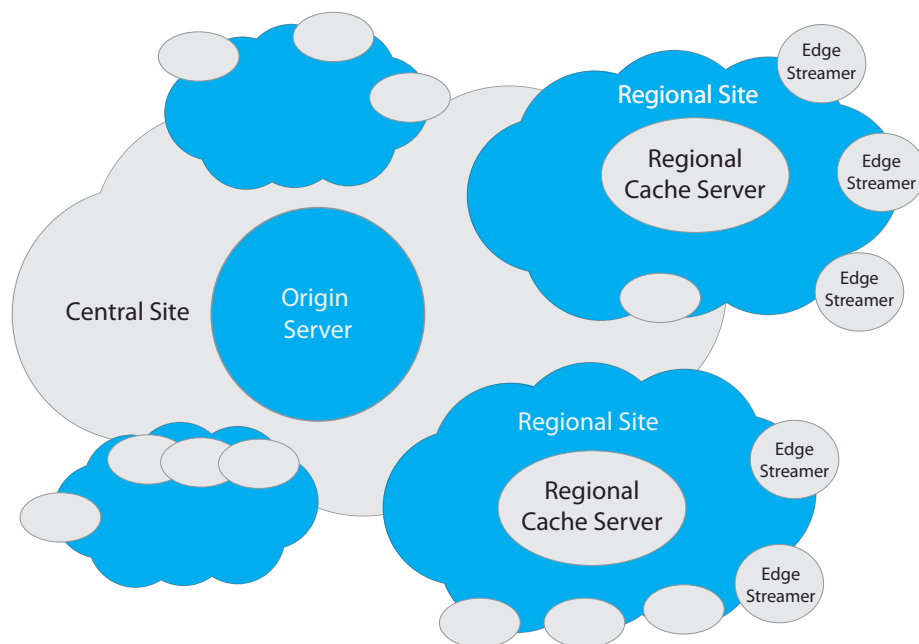 Edge
Streamer
Regional Site
Regional
Cache Server
Edge
Streamer
Edge
Streamer
Central Site
Origin
Server
Regional Site
Regional
Cache Server
Edge
Streamer
Edge
Streamer